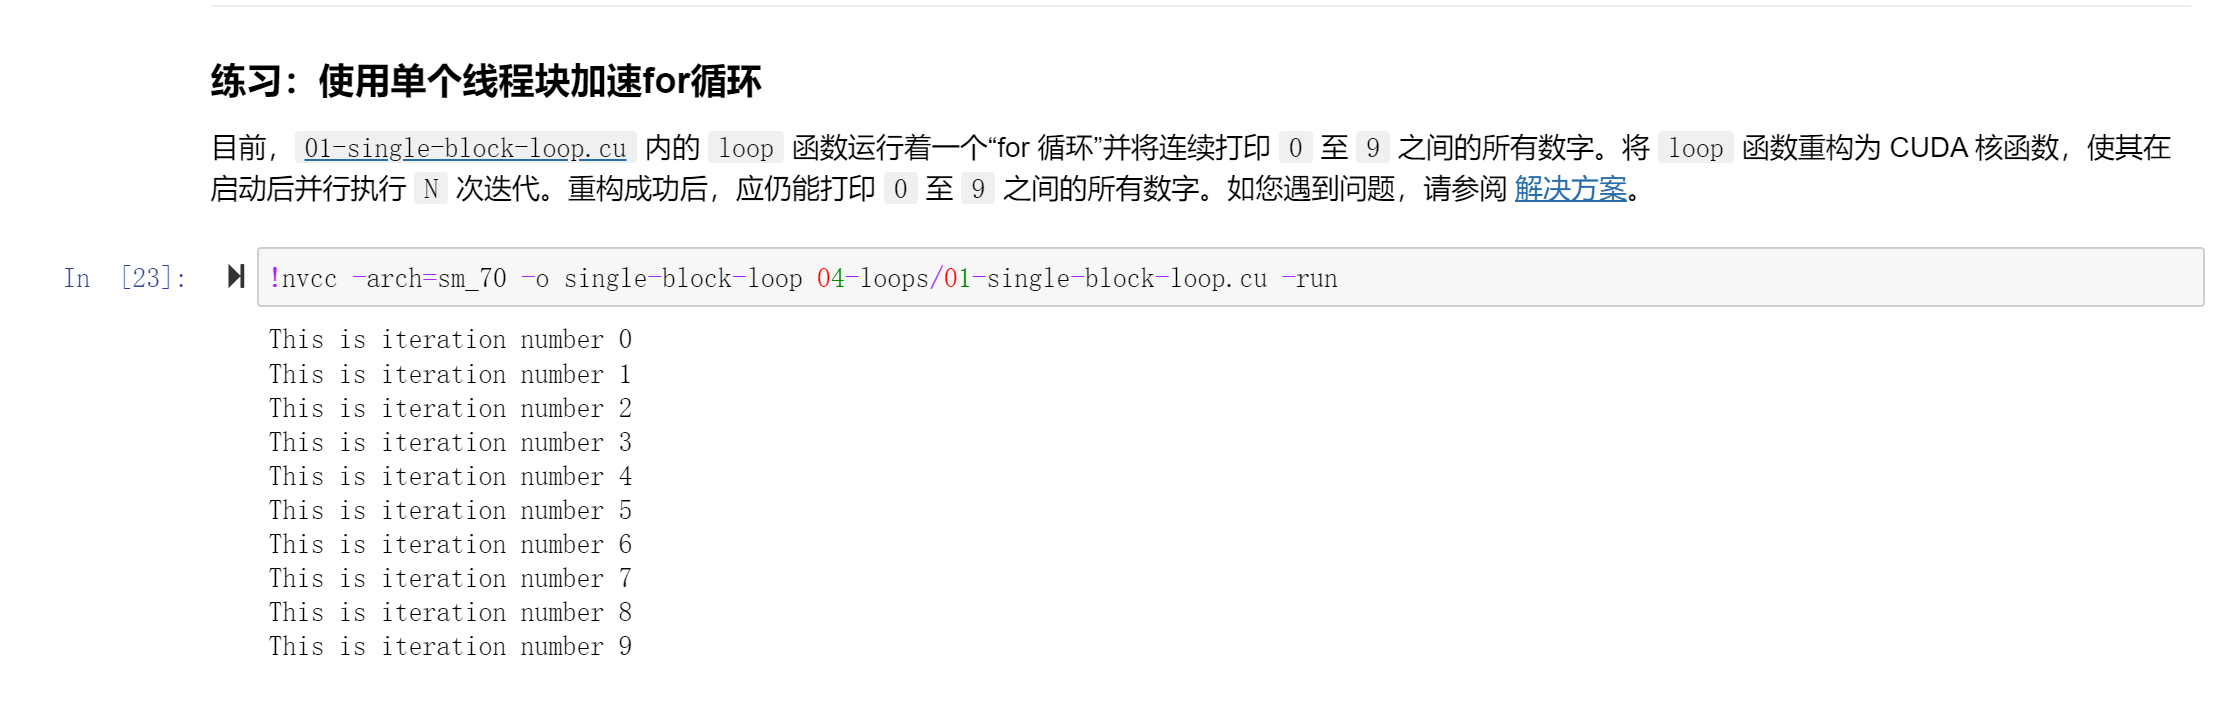 练习：使用单个线程块加速for循环
目前， 01-single-block-loop.cu 内的 loop 函数运行着一个“for 循环”并将连续打印 0 至 9 之间的所有数字。将 loop 函数重构为 CUDA 核函数，使其在
启动后并行执行 N 次迭代。重构成功后，应仍能打印 0 至 9 之间的所有数字。如您遇到问题，请参阅 解决方案。
In [23]: !nvcc -arch=sm_70 -o single-block-loop 04-loops/01-single-block-loop.cu -run
This is iteration number 0
This is iteration number 1
This is iteration number 2
This is iteration number 3
This is iteration number 4
This is iteration number 5
This is iteration number 6
This is iteration number 7
This is iteration number 8
This is iteration number 9